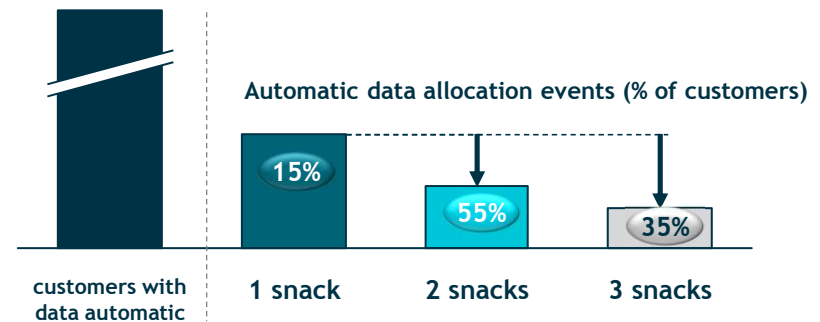 Automatic data allocation events (% of customers)
15%
55%
35%
customers with
data automatic
1 snack
2 snacks
3 snacks